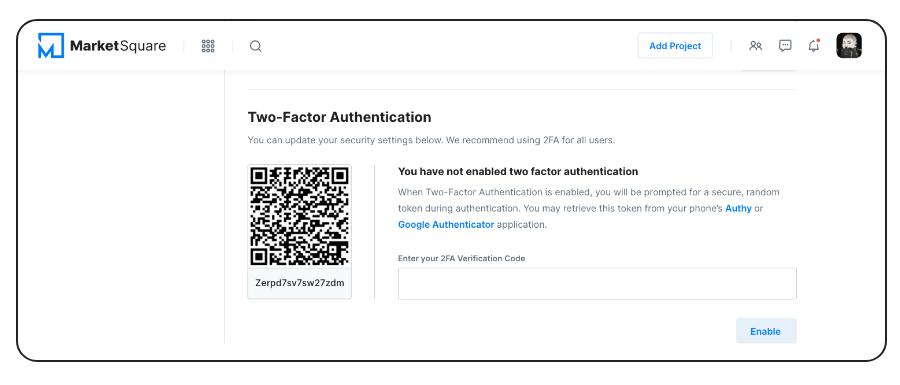 MarketSquare
Add Project
Two-Factor Authentication
You can update your security settings below. We recommend using 2FA for all users.
You have not enabled two factor authentication
When Two-Factor Authentication is enabled, you will be prompted for a secure, random
token during authentication. You may retrieve this token from your phone's Authy or
Google Authenticator application.
Enter your 2FA Verification Code
Zerpd7sv7sw27zdm
Enable